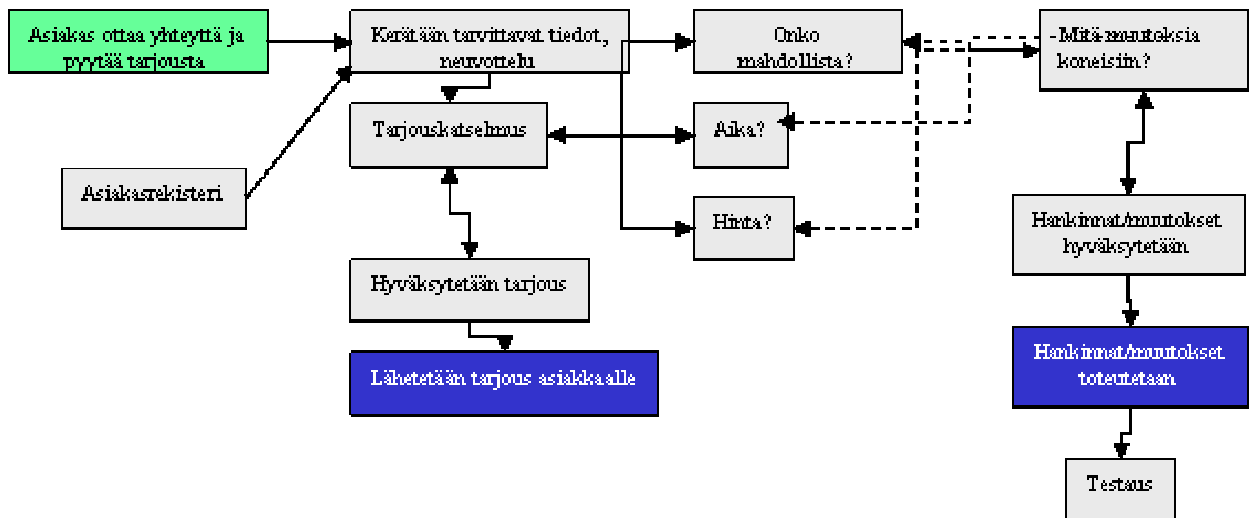 Asiakas ottaa yhteyttä ja
pyytää tarjousta
Kerätään tarvittavat tiedot,
neuvottelu
Onko
mahdollista?
- Mitä muutoksia
koneisiin?
Tarjouskatselmus
Aika?
Asiakasrekisteri
Hinta?
Hankinnat/muutokset
hyväksytetään
Hyväksytetään tarjous
Hankinnat/muutokset
toteutetaan
Lähetetään tarjous asiakkaalle
Testaus